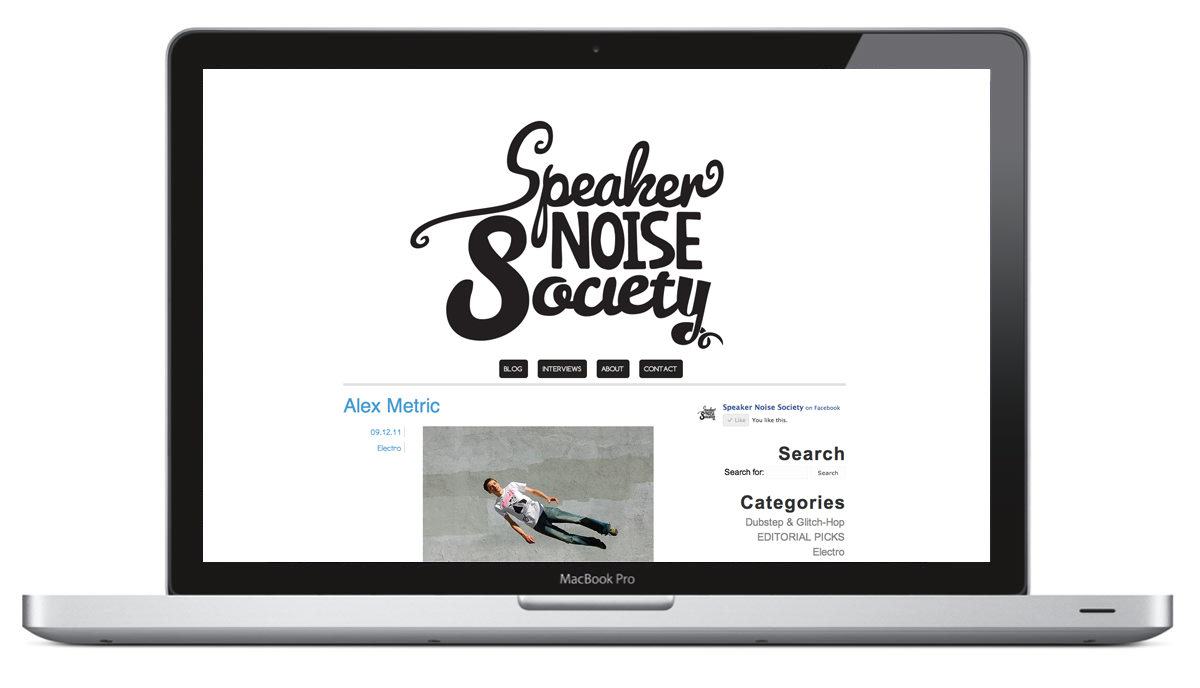 Speaker
NOISE
Society
BLOG INTERVIEWS ABOUT CONTACT
Alex Metric
09.12.11
Electro
Speaker Noise Society on Facebook
Like You like this.
Search
Search for: Search
Categories
Dubstep & Glitch-Hop
EDITORIAL PICKS
Electro
MacBook Pro